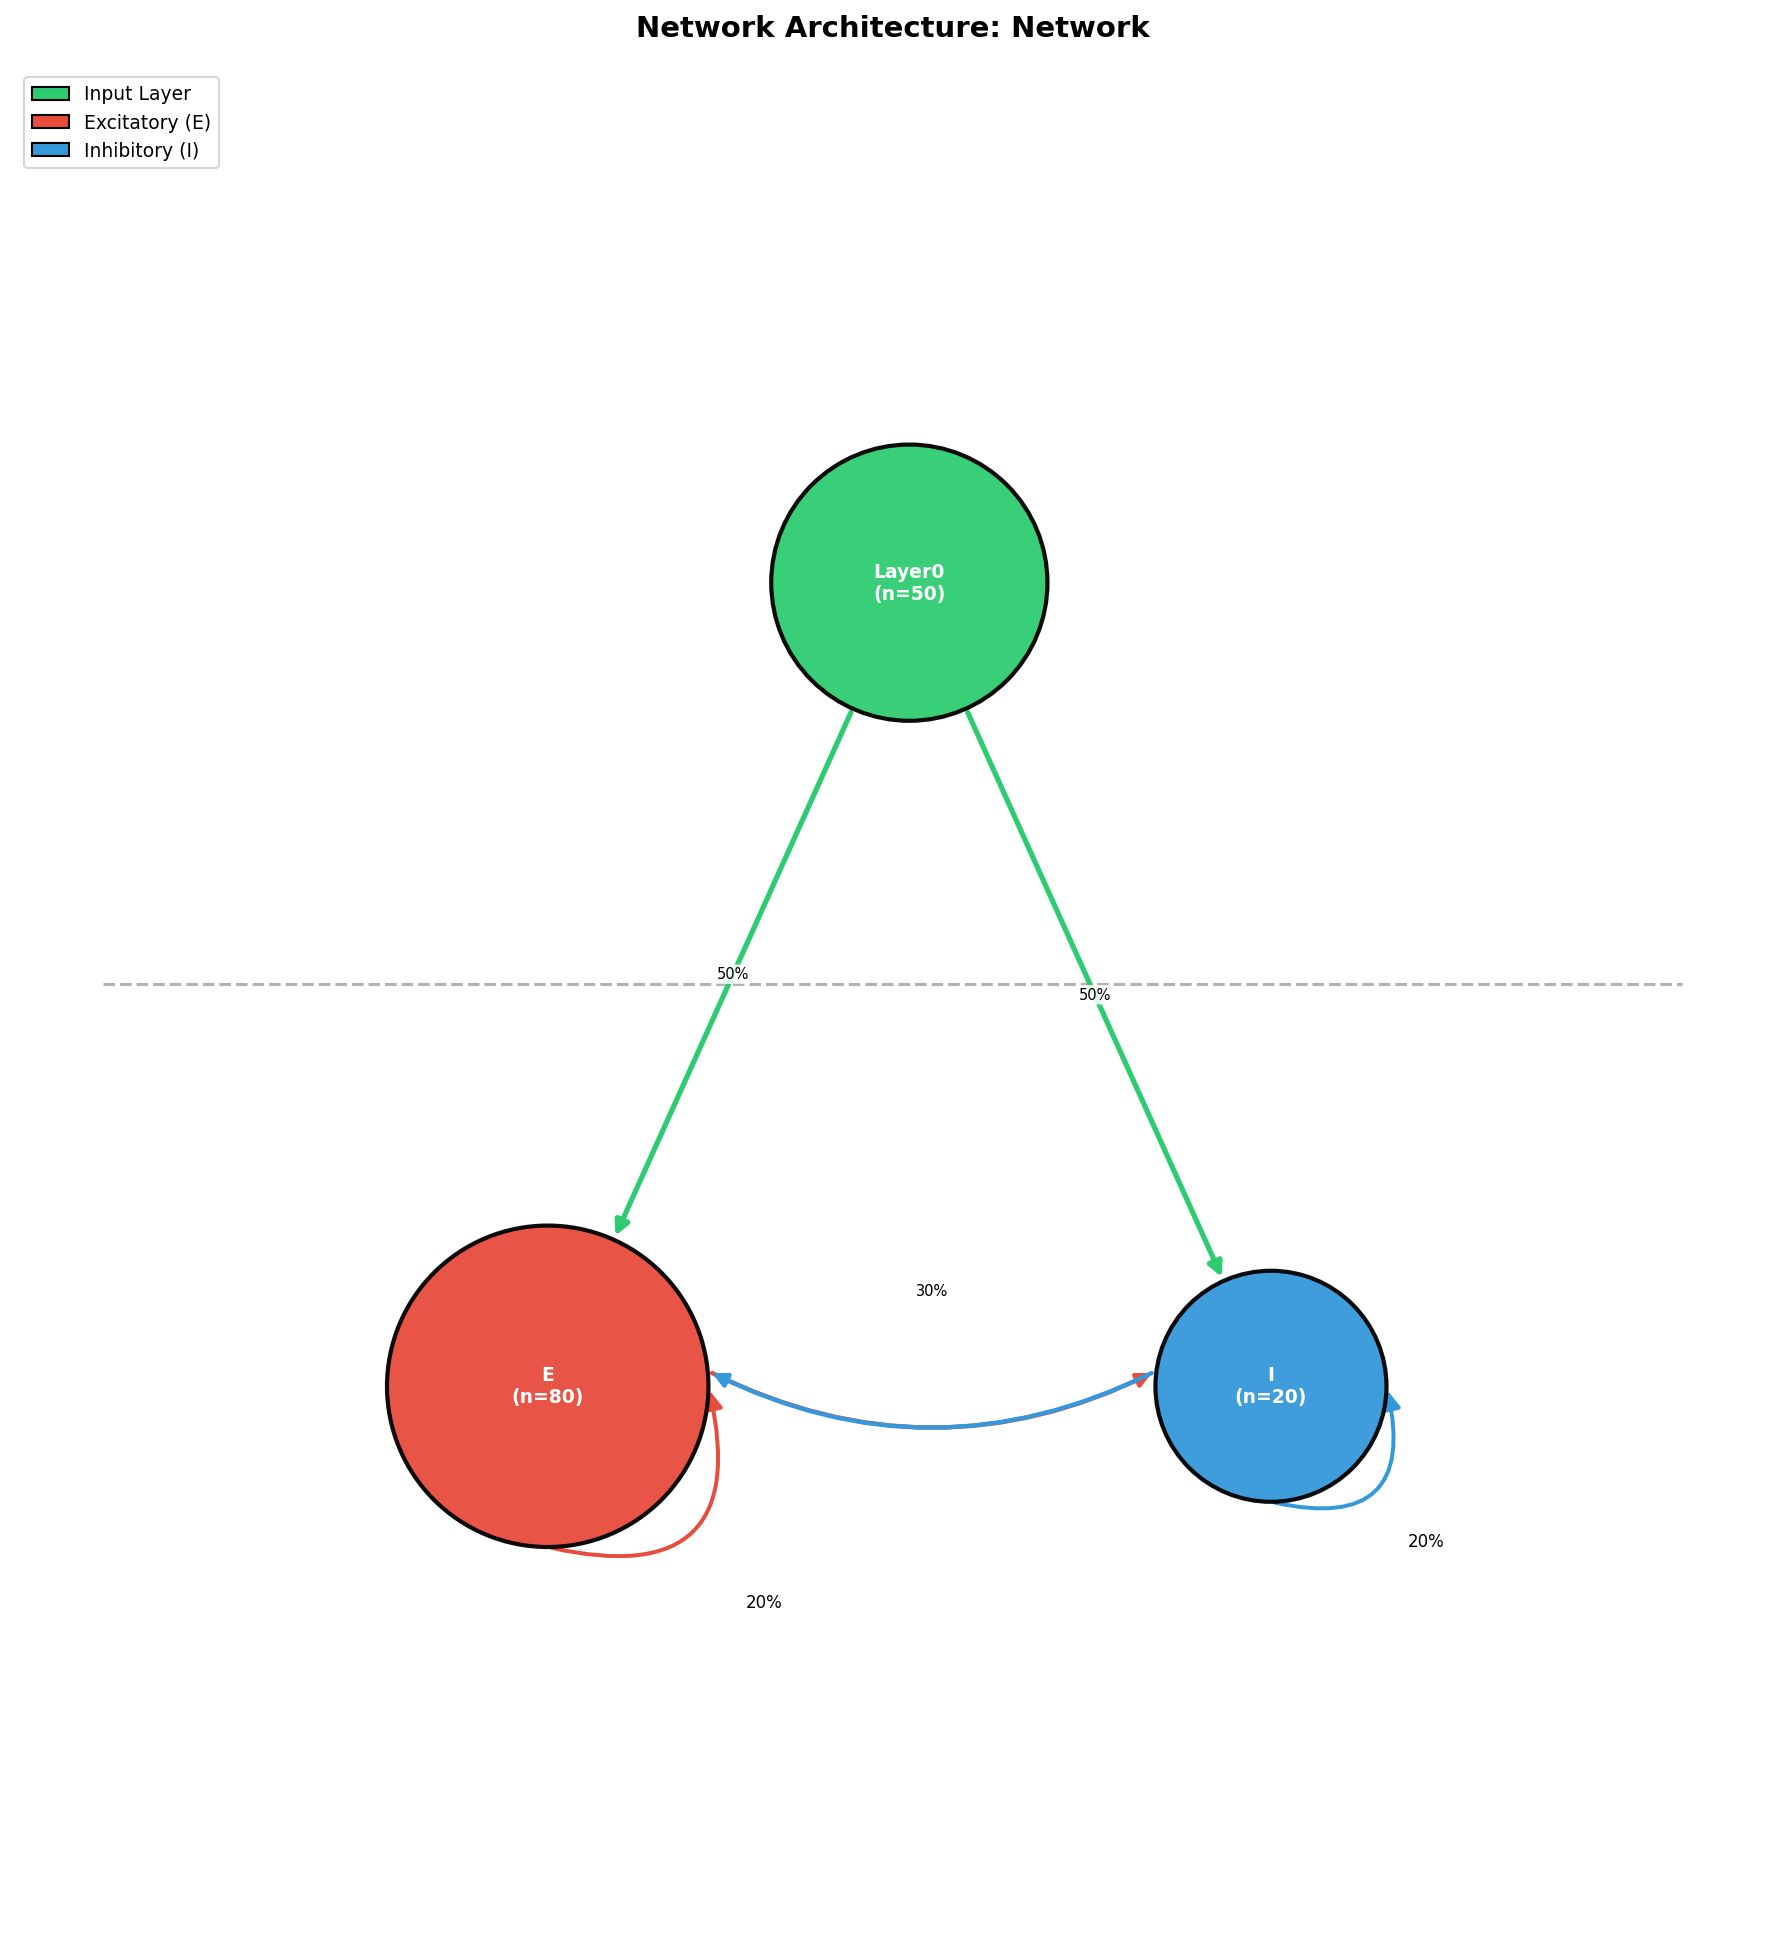 Network Architecture: Network
Input Layer
Excitatory (E)
Inhibitory (I)
Layer0
(n=50)
50%
50%
30%
E
(n=80)
I
(n=20)
20%
20%